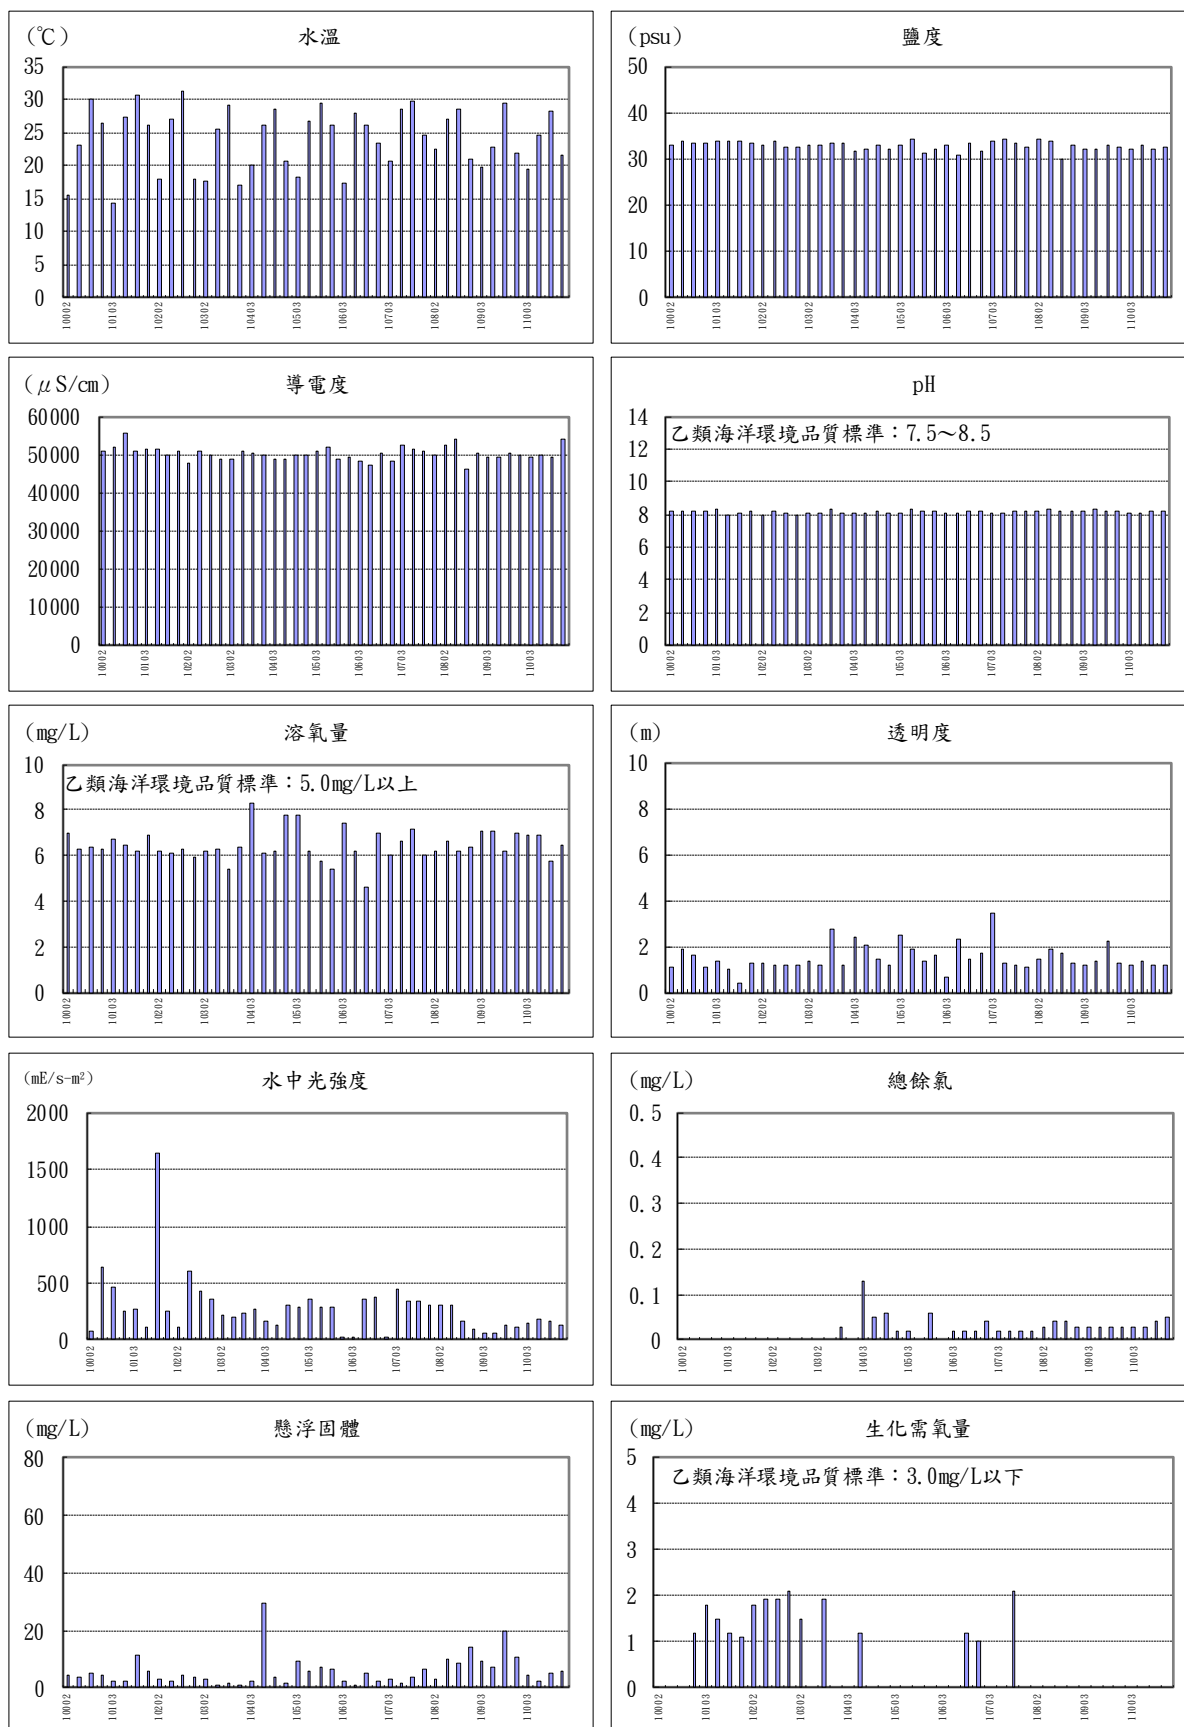 (℃) 水溫
35
30
25
20
15
10
5
0
10002 10103 10202 10302 10403 10503 10603 10703 10802 10903 11003
(psu) 鹽度
50
40
30
20
10
0
10002 10103 10202 10302 10403 10503 10603 10703 10802 10903 11003
(μS/cm) 導電度
60000
50000
40000
30000
20000
10000
0
10002 10103 10202 10302 10403 10503 10603 10703 10802 10903 11003
pH
乙類海洋環境品質標準：7.5～8.5
14
12
10
8
6
4
2
0
10002 10103 10202 10302 10403 10503 10603 10703 10802 10903 11003
(mg/L) 溶氧量
乙類海洋環境品質標準：5.0mg/L以上
10
8
6
4
2
0
10002 10103 10202 10302 10403 10503 10603 10703 10802 10903 11003
(m) 透明度
10
8
6
4
2
0
10002 10103 10202 10302 10403 10503 10603 10703 10802 10903 11003
(mE/s-m²) 水中光強度
2000
1500
1000
500
0
10002 10103 10202 10302 10403 10503 10603 10703 10802 10903 11003
(mg/L) 總餘氯
0.5
0.4
0.3
0.2
0.1
0
10002 10103 10202 10302 10403 10503 10603 10703 10802 10903 11003
(mg/L) 懸浮固體
80
60
40
20
0
10002 10103 10202 10302 10403 10503 10603 10703 10802 10903 11003
(mg/L) 生化需氧量
乙類海洋環境品質標準：3.0mg/L以下
5
4
3
2
1
0
10002 10103 10202 10302 10403 10503 10603 10703 10802 10903 11003